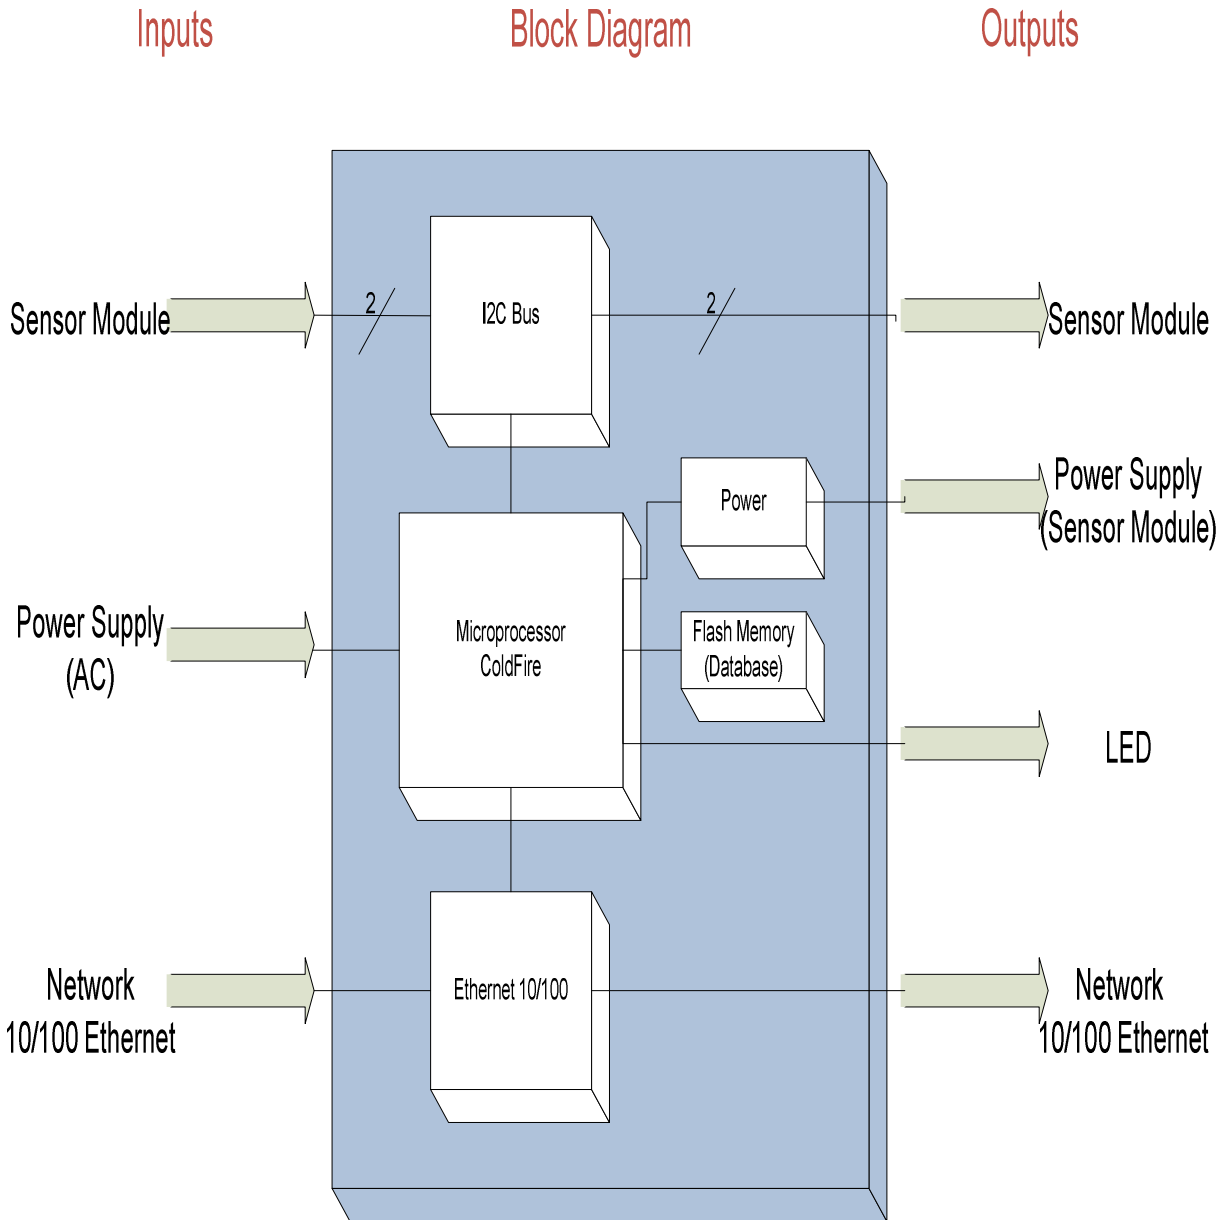 Inputs
Block Diagram
Outputs
Sensor Module
2
I2C Bus
2
Sensor Module
Power
Power Supply
(Sensor Module)
Power Supply
(AC)
Microprocessor
ColdFire
Flash Memory
(Database)
LED
Network
10/100 Ethernet
Ethernet 10/100
Network
10/100 Ethernet